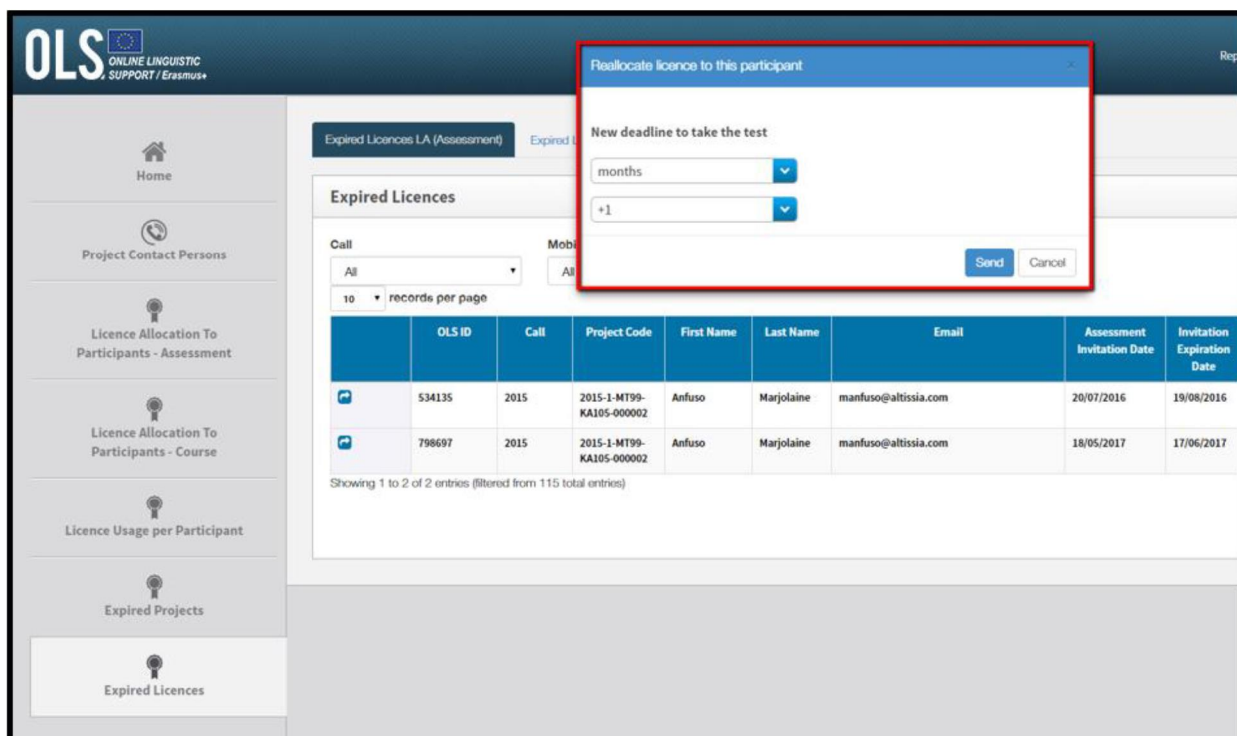 OLS
ONLINE LINGUISTIC
SUPPORT / Erasmus+
Rep
Home
Project Contact Persons
Licence Allocation To
Participants - Assessment
Licence Allocation To
Participants - Course
Licence Usage per Participant
Expired Projects
Expired Licences
Reallocate licence to this participant
×
New deadline to take the test
months
+1
Send Cancel
Expired Licences LA (Assessment) Expired L
Expired Licences
Call Mobi
All All
10 records per page
OLS ID Call Project Code First Name Last Name Email Assessment Invitation Date Invitation Expiration Date
534135 2015 2015-1-MT99-KA105-000002 Anfuso Marjolaine manfuso@altissia.com 20/07/2016 19/08/2016
798697 2015 2015-1-MT99-KA105-000002 Anfuso Marjolaine manfuso@altissia.com 18/05/2017 17/06/2017
Showing 1 to 2 of 2 entries (filtered from 115 total entries)